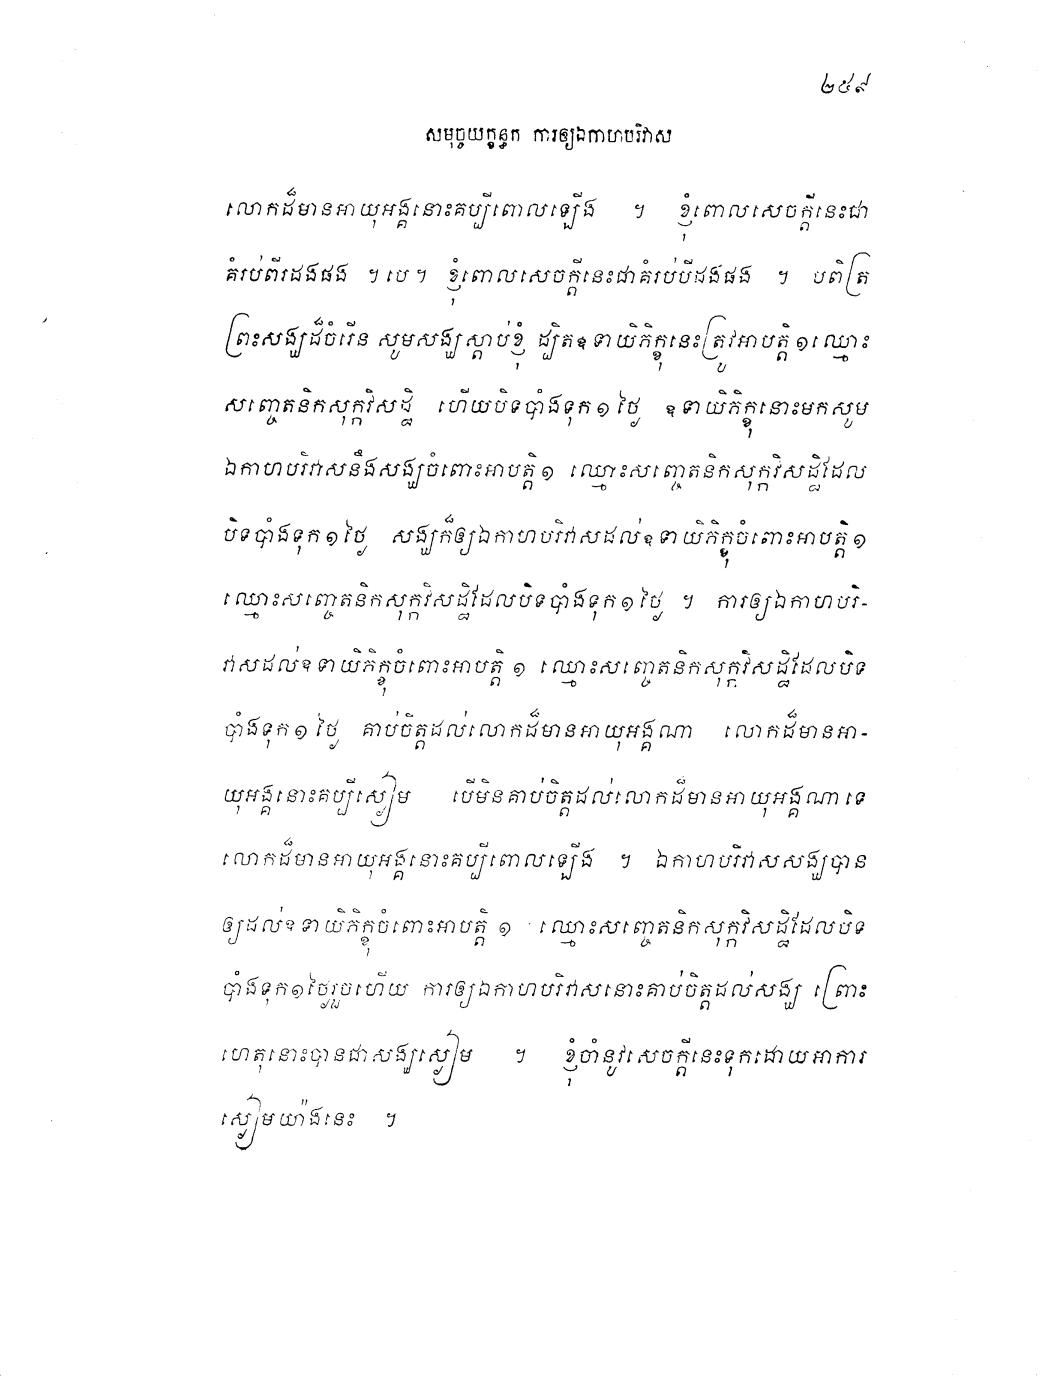 ២៥៩
សមុច្ចយក្ខន្ធក ការឲ្យឯកាហបរិវាស
លោកដ៏មានអាយុអង្គនោះគប្បីពោលឡើង ។ ខ្ញុំពោលសេចក្តីនេះជា
គំរប់ពីរដងផង ។ បេ ។ ខ្ញុំពោលសេចក្តីនេះជាគំរប់បីដងផង ។ បពិត្រ
ព្រះសង្ឃដ៏ចំរើន សូមសង្ឃស្តាប់ខ្ញុំ ដ្បិតឧទាយិភិក្ខុនេះត្រូវអាបត្តិ១ឈ្មោះ
សញ្ចេតនិកសុក្កវិសដ្ឋិ ហើយបិទបាំងទុក១ថ្ងៃ ឧទាយិភិក្ខុនោះមកសូម
ឯកាហបរិវាសនឹងសង្ឃចំពោះអាបត្តិ១ ឈ្មោះសញ្ចេតនិកសុក្កវិសដ្ឋិដែល
បិទបាំងទុក១ថ្ងៃ សង្ឃក៏ឲ្យឯកាហបរិវាសដល់ឧទាយិភិក្ខុចំពោះអាបត្តិ១
ឈ្មោះសញ្ចេតនិកសុក្កវិសដ្ឋិដែលបិទបាំងទុក១ថ្ងៃ ។ ការឲ្យឯកាហបរិ-
វាសដល់ឧទាយិភិក្ខុចំពោះអាបត្តិ១ ឈ្មោះសញ្ចេតនិកសុក្កវិសដ្ឋិដែលបិទ
បាំងទុក១ថ្ងៃ គាប់ចិត្តដល់លោកដ៏មានអាយុអង្គណា លោកដ៏មានអា-
យុអង្គនោះគប្បីស្ងៀម បើមិនគាប់ចិត្តដល់លោកដ៏មានអាយុអង្គណាទេ
លោកដ៏មានអាយុអង្គនោះគប្បីពោលឡើង ។ ឯកាហបរិវាសសង្ឃបាន
ឲ្យដល់ឧទាយិភិក្ខុចំពោះអាបត្តិ១ ឈ្មោះសញ្ចេតនិកសុក្កវិសដ្ឋិដែលបិទ
បាំងទុក១ថ្ងៃរួចហើយ ការឲ្យឯកាហបរិវាសនោះគាប់ចិត្តដល់សង្ឃ ព្រោះ
ហេតុនោះបានជាសង្ឃស្ងៀម ។ ខ្ញុំចាំនូវសេចក្តីនេះទុកដោយអាការ
ស្ងៀមយ៉ាងនេះ ។